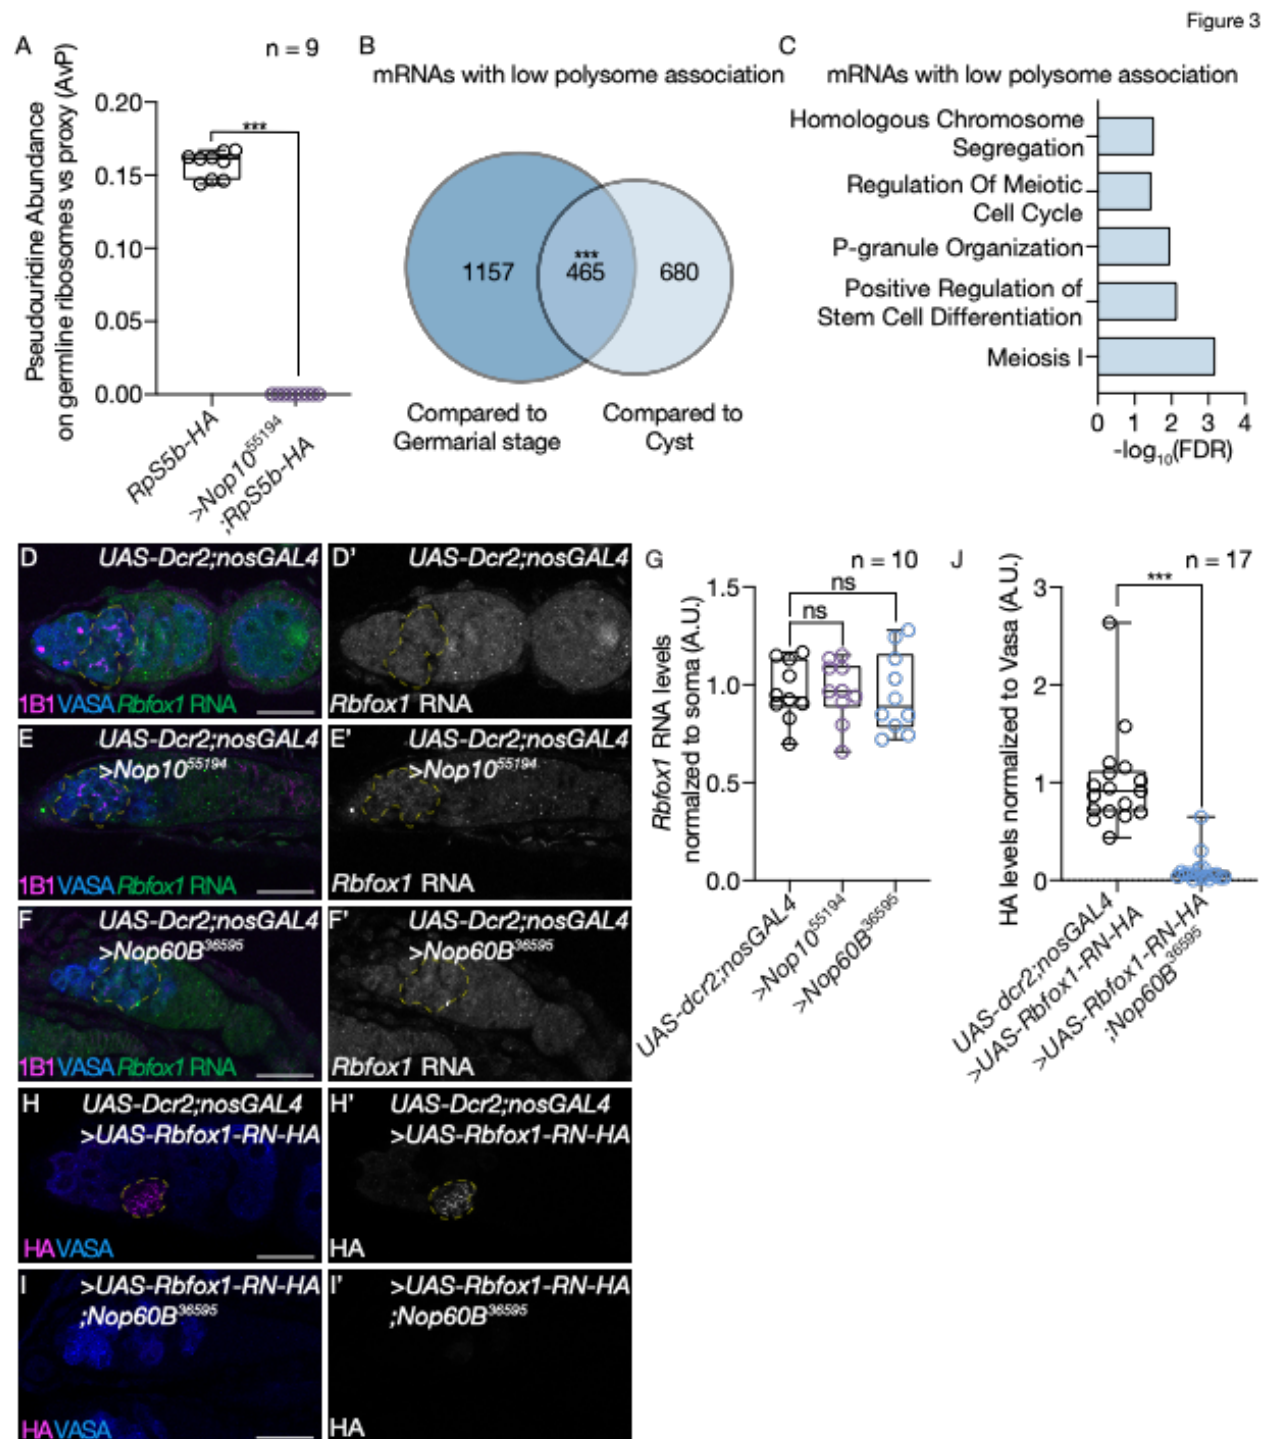 Figure 3
A
n = 9
Pseudouridine Abundance
on germline ribosomes vs proxy (AvP)
0.20
0.15
0.10
0.05
0.00
***
RpS5b-HA
>Nop10⁵⁵¹⁹⁴
;RpS5b-HA
B
mRNAs with low polysome association
1157
***
465
680
Compared to
Germarial stage
Compared to
Cyst
C
mRNAs with low polysome association
Homologous Chromosome
Segregation
Regulation Of Meiotic
Cell Cycle
P-granule Organization
Positive Regulation of
Stem Cell Differentiation
Meiosis I
0 1 2 3 4
-log₁₀(FDR)
D
UAS-Dcr2;nosGAL4
1B1 VASA Rbfox1 RNA
D'
UAS-Dcr2;nosGAL4
Rbfox1 RNA
E
UAS-Dcr2;nosGAL4
>Nop10⁵⁵¹⁹⁴
1B1 VASA Rbfox1 RNA
E'
UAS-Dcr2;nosGAL4
>Nop10⁵⁵¹⁹⁴
Rbfox1 RNA
F
UAS-Dcr2;nosGAL4
>Nop60B³⁶⁵⁹⁵
1B1 VASA Rbfox1 RNA
F'
UAS-Dcr2;nosGAL4
>Nop60B³⁶⁵⁹⁵
Rbfox1 RNA
G
n = 10
Rbfox1 RNA levels
normalzed to soma (A.U.)
1.5
1.0
0.5
0.0
ns
ns
UAS-dcr2;nosGAL4
>Nop10⁵⁵¹⁹⁴
>Nop60B³⁶⁵⁹⁵
H
UAS-Dcr2;nosGAL4
>UAS-Rbfox1-RN-HA
HA VASA
H'
UAS-Dcr2;nosGAL4
>UAS-Rbfox1-RN-HA
HA
I
>UAS-Rbfox1-RN-HA
;Nop60B³⁶⁵⁹⁵
HA VASA
I'
>UAS-Rbfox1-RN-HA
;Nop60B³⁶⁵⁹⁵
HA
J
n = 17
HA levels normalized to Vasa (A.U.)
3
2
1
0
***
UAS-dcr2;nosGAL4
>UAS-Rbfox1-RN-HA
>UAS-Rbfox1-RN-HA
;Nop60B³⁶⁵⁹⁵